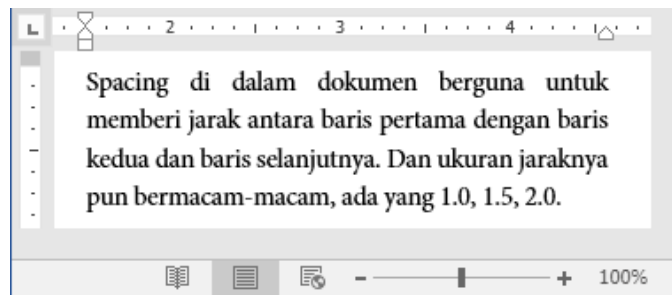 L 2 3 4
Spacing di dalam dokumen berguna untuk
memberi jarak antara baris pertama dengan baris
kedua dan baris selanjutnya. Dan ukuran jaraknya
pun bermacam-macam, ada yang 1.0, 1.5, 2.0.
100%